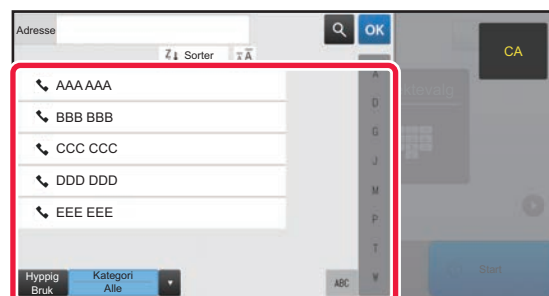 Adresse
OK
CA
Sorter
AAA AAA
BBB BBB
CCC CCC
DDD DDD
EEE EEE
A
D
G
J
M
P
T
Hyppig
Bruk
Kategori
Alle
ABC
Start